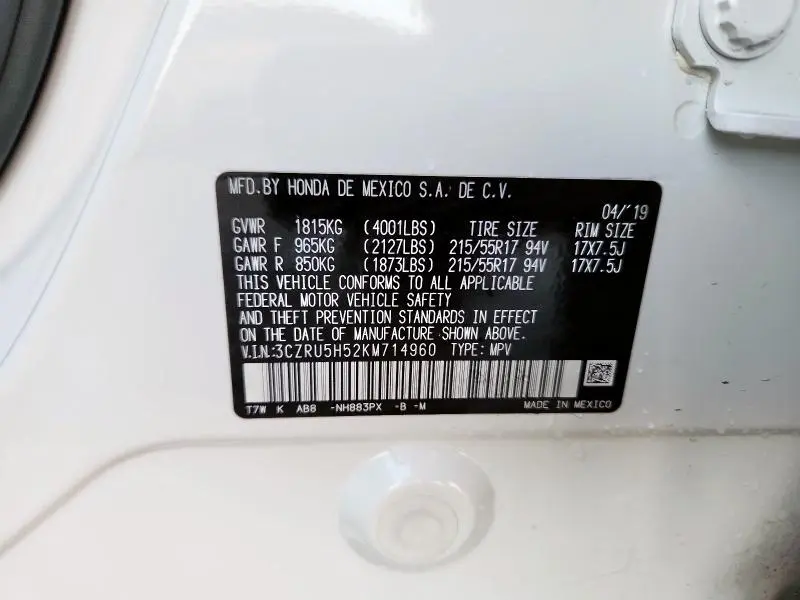 MFD.BY HONDA DE MEXICO S.A. DE C.V.
04/'19
GVWR 1815KG (4001LBS) TIRE SIZE RIM SIZE
GAWR F 965KG (2127LBS) 215/55R17 94V 17X7.5J
GAWR R 850KG (1873LBS) 215/55R17 94V 17X7.5J
THIS VEHICLE CONFORMS TO ALL APPLICABLE
FEDERAL MOTOR VEHICLE SAFETY
AND THEFT PREVENTION STANDARDS IN EFFECT
ON THE DATE OF MANUFACTURE SHOWN ABOVE.
V.I.N:3CZRU5H52KM714960 TYPE: MPV
T7W K AB8 -NH883PX -B -M MADE IN MEXICO